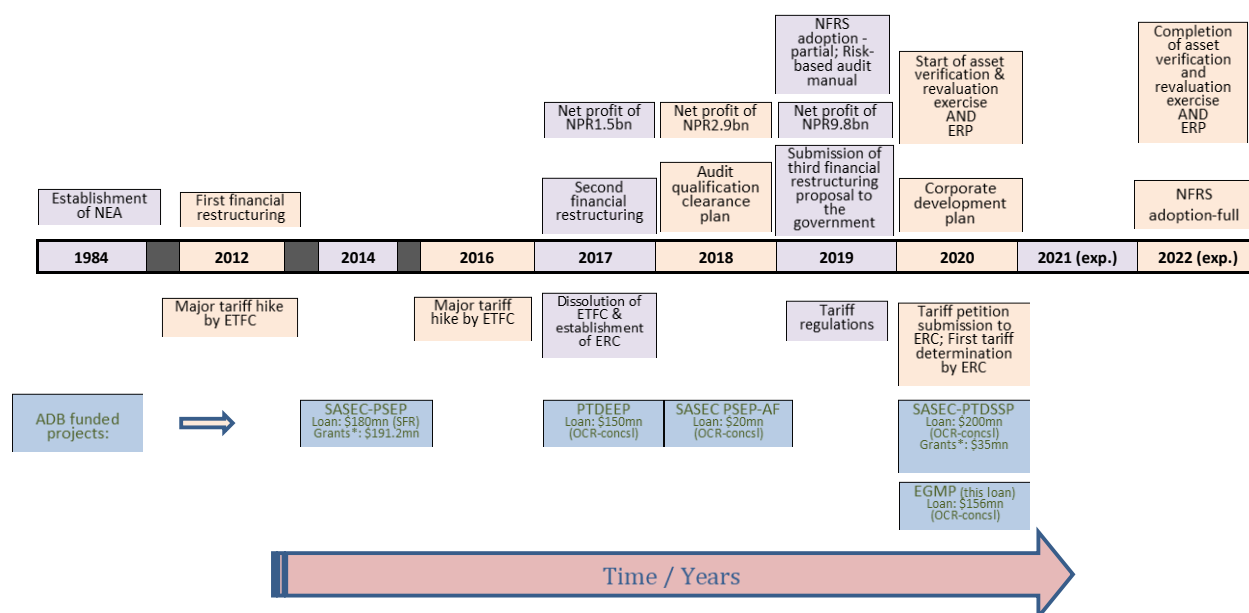 NFRS
adoption -
partial; Risk-
based audit
manual
Completion
of asset
verification
and
revaluation
exercise
AND
ERP
Start of asset
verification &
revaluation
exercise
AND
ERP
Net profit of
NPR1.5bn
Net profit of
NPR2.9bn
Net profit of
NPR9.8bn
Establishment
of NEA
First financial
restructuring
Second
financial
restructuring
Audit
qualification
clearance
plan
Submission of
third financial
restructuring
proposal to
the
government
Corporate
development
plan
NFRS
adoption-full
1984
2012
2014
2016
2017
2018
2019
2020
2021 (exp.)
2022 (exp.)
Major tariff hike
by ETFC
Major tariff
hike by ETFC
Dissolution of
ETFC &
establishment
of ERC
Tariff
regulations
Tariff petition
submission to
ERC; First tariff
determination
by ERC
ADB funded
projects:
SASEC-PSEP
Loan: $180mn (SFR)
Grants*: $191.2mn
PTDEEP
Loan: $150mn
(OCR-concsl)
SASEC PSEP-AF
Loan: $20mn
(OCR-concsl)
SASEC-PTDSSP
Loan: $200mn
(OCR-concsl)
Grants*: $35mn
EGMP (this loan)
Loan: $156mn
(OCR-concsl)
Time / Years